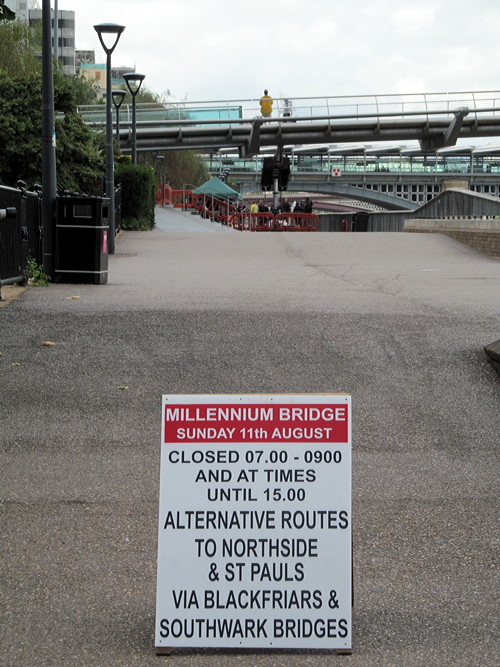 MILLENNIUM BRIDGE
SUNDAY 11th AUGUST
CLOSED 07.00 - 0900
AND AT TIMES
UNTIL 15.00
ALTERNATIVE ROUTES
TO NORTHSIDE
& ST PAULS
VIA BLACKFRIARS &
SOUTHWARK BRIDGES